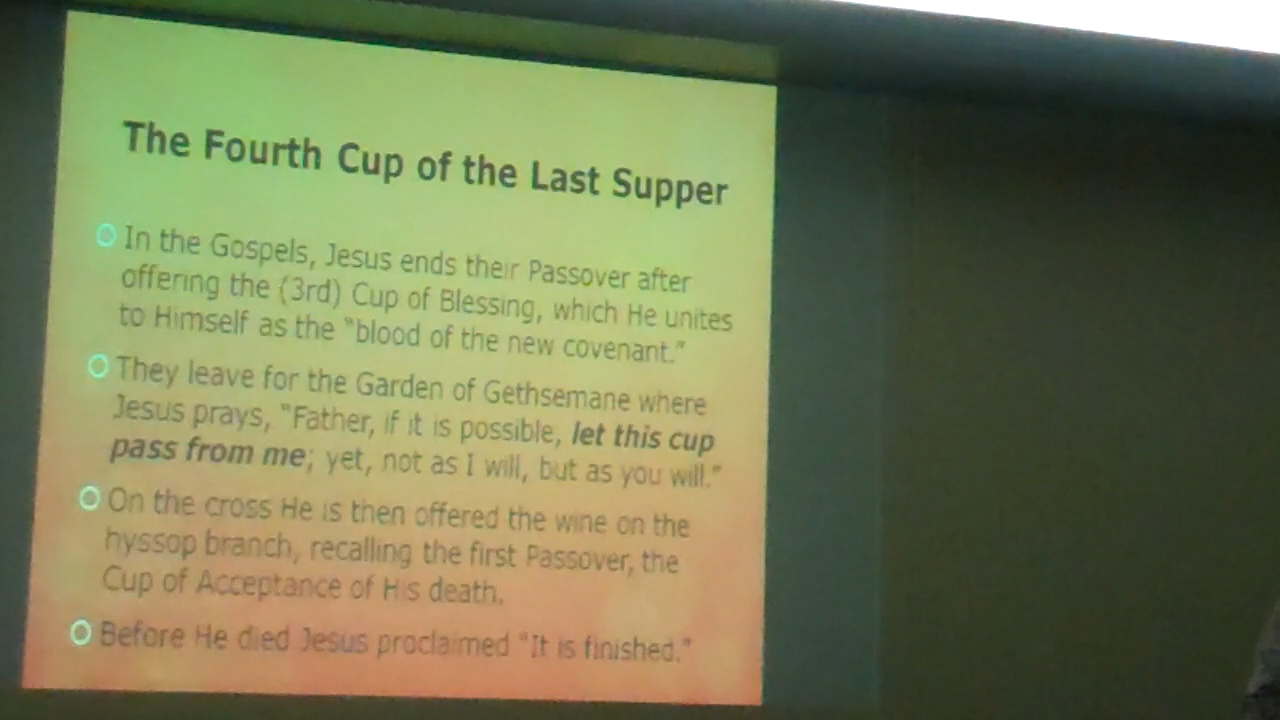 The Fourth Cup of the Last Supper
In the Gospels, Jesus ends their Passover after
offering the (3rd) Cup of Blessing, which He unites
to Himself as the "blood of the new covenant."
They leave for the Garden of Gethsemane where
Jesus prays, "Father, if it is possible, let this cup
pass from me; yet, not as I will, but as you will."
On the cross He is then offered the wine on the
hyssop branch, recalling the first Passover, the
Cup of Acceptance of His death.
Before He died Jesus proclaimed "It is finished."